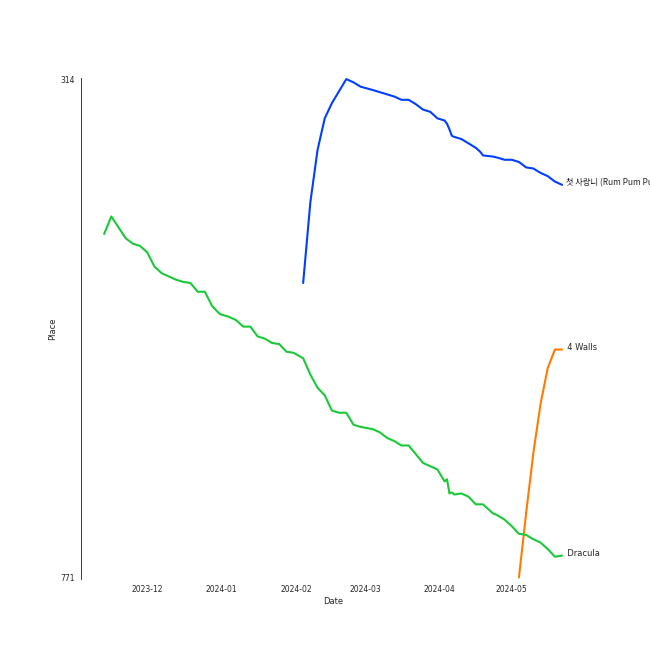 314
첫 사랑니 (Rum Pum Pu
4 Walls
Place
Dracula
771
2023-12 2024-01 2024-02 2024-03 2024-04 2024-05
Date